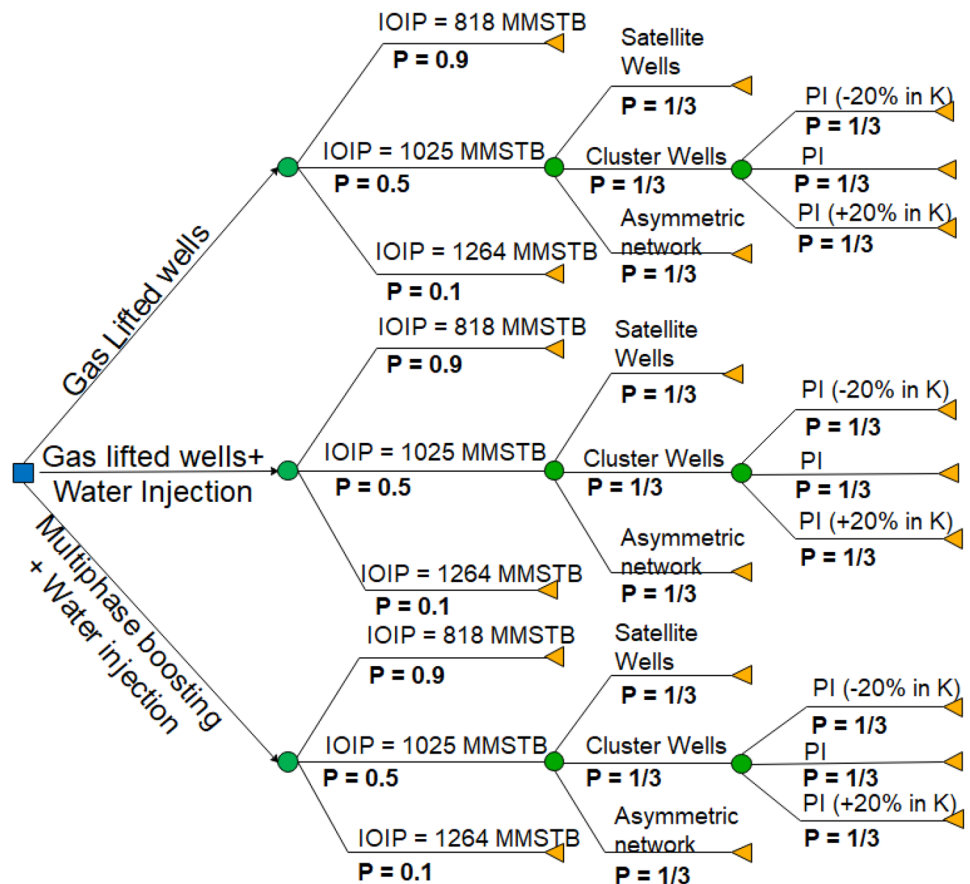 IOIP = 818 MMSTB
P = 0.9
Satellite
Wells
P = 1/3
PI (-20% in K)
P = 1/3
IOIP = 1025 MMSTB
P = 0.5
Cluster Wells
P = 1/3
PI
P = 1/3
Asymmetric
network
P = 1/3
PI (+20% in K)
P = 1/3
IOIP = 1264 MMSTB
P = 0.1
Gas Lifted wells
IOIP = 818 MMSTB
P = 0.9
Satellite
Wells
P = 1/3
PI (-20% in K)
P = 1/3
Gas lifted wells+
Water Injection
IOIP = 1025 MMSTB
P = 0.5
Cluster Wells
P = 1/3
PI
P = 1/3
PI (+20% in K)
P = 1/3
Asymmetric
network
P = 1/3
IOIP = 1264 MMSTB
P = 0.1
Multiphase boosting
+ Water injection
IOIP = 818 MMSTB
P = 0.9
Satellite
Wells
P = 1/3
PI (-20% in K)
P = 1/3
IOIP = 1025 MMSTB
P = 0.5
Cluster Wells
P = 1/3
PI
P = 1/3
PI (+20% in K)
P = 1/3
Asymmetric
network
P = 1/3
IOIP = 1264 MMSTB
P = 0.1